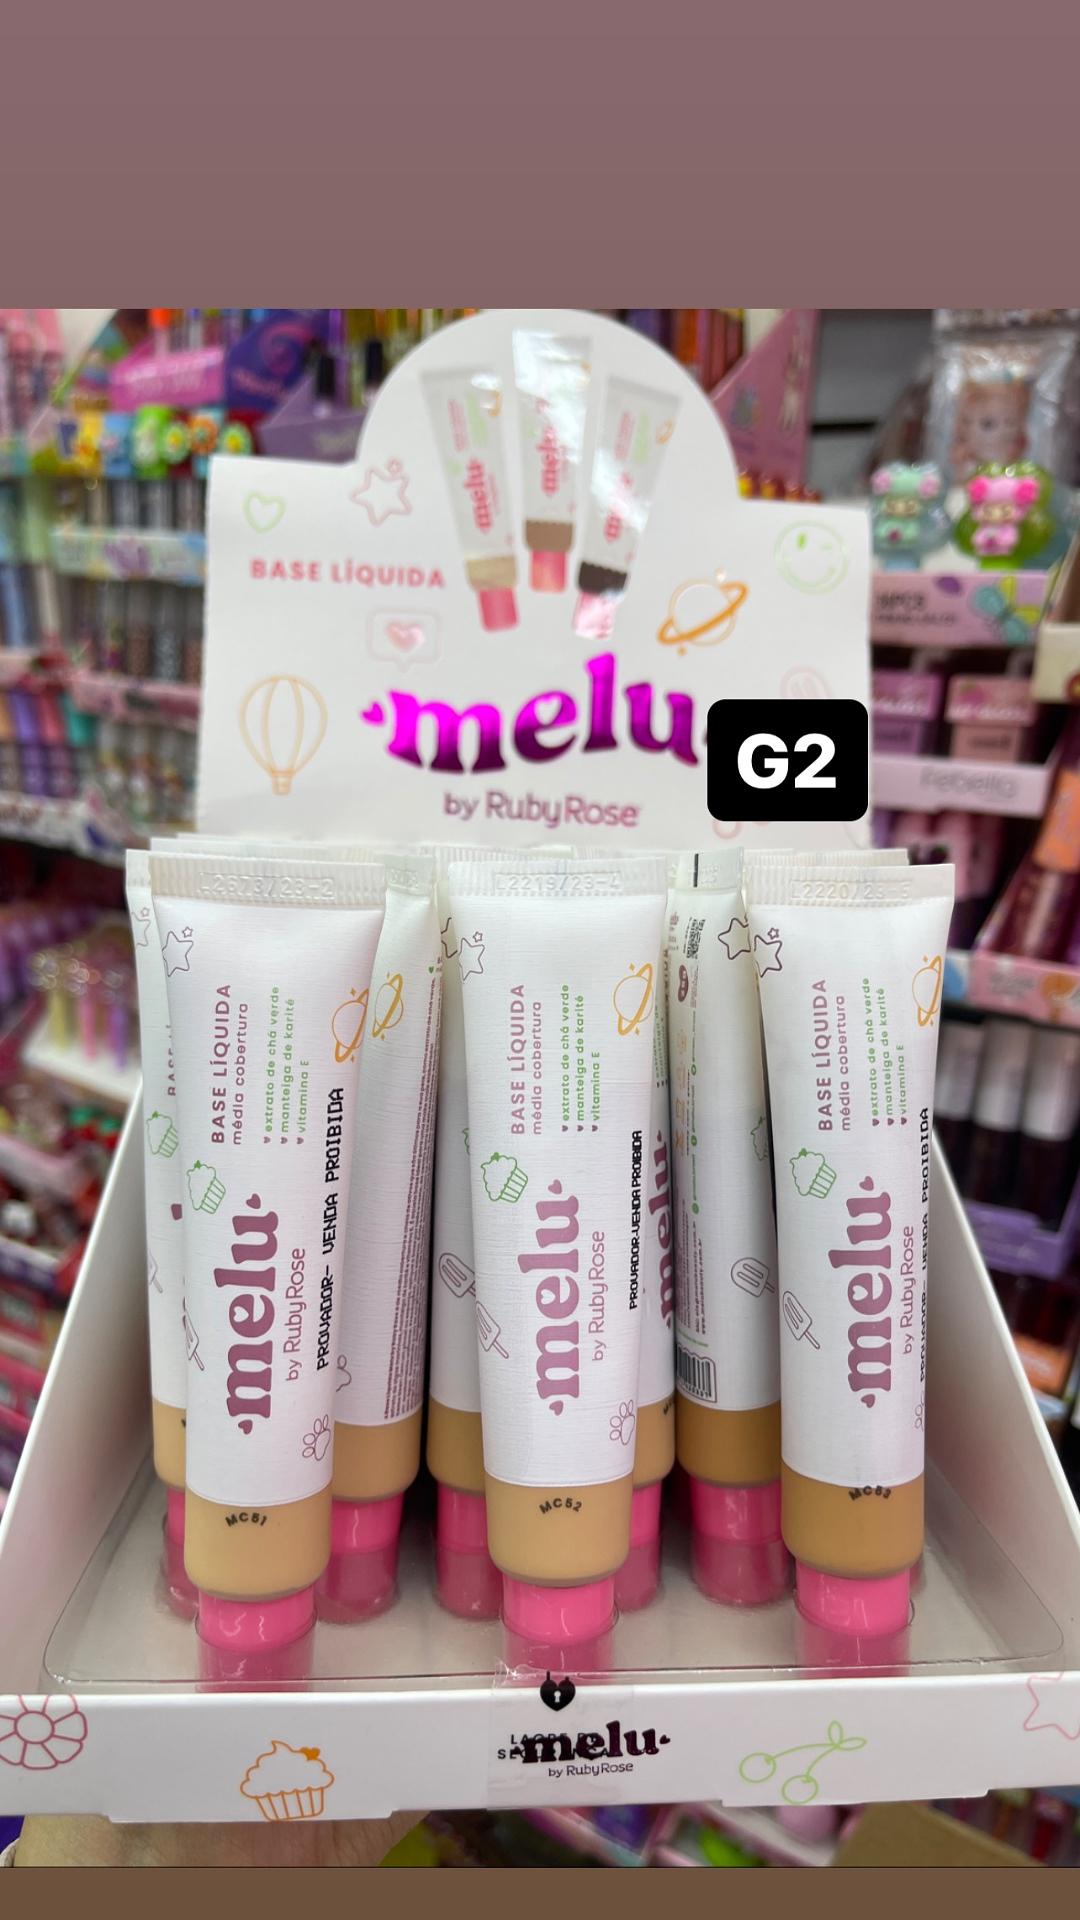 BASE LÍQUIDA
melu
by RubyRose
G2
L2673/23-2
BASE LÍQUIDA
média cobertura
extrato de chá verde
manteiga de karité
vitamina E
melu
by RubyRose
PROVADOR- VENDA PROIBIDA
MC51
L2219/23-4
BASE LÍQUIDA
média cobertura
extrato de chá verde
manteiga de karité
vitamina E
melu
by RubyRose
PROVADOR-VENDA PROIBIDA
MC52
L2220/23-5
BASE LÍQUIDA
média cobertura
extrato de chá verde
manteiga de karité
vitamina E
melu
by RubyRose
PROVADOR- VENDA PROIBIDA
MC53
melu
melu
by RubyRose
Febella